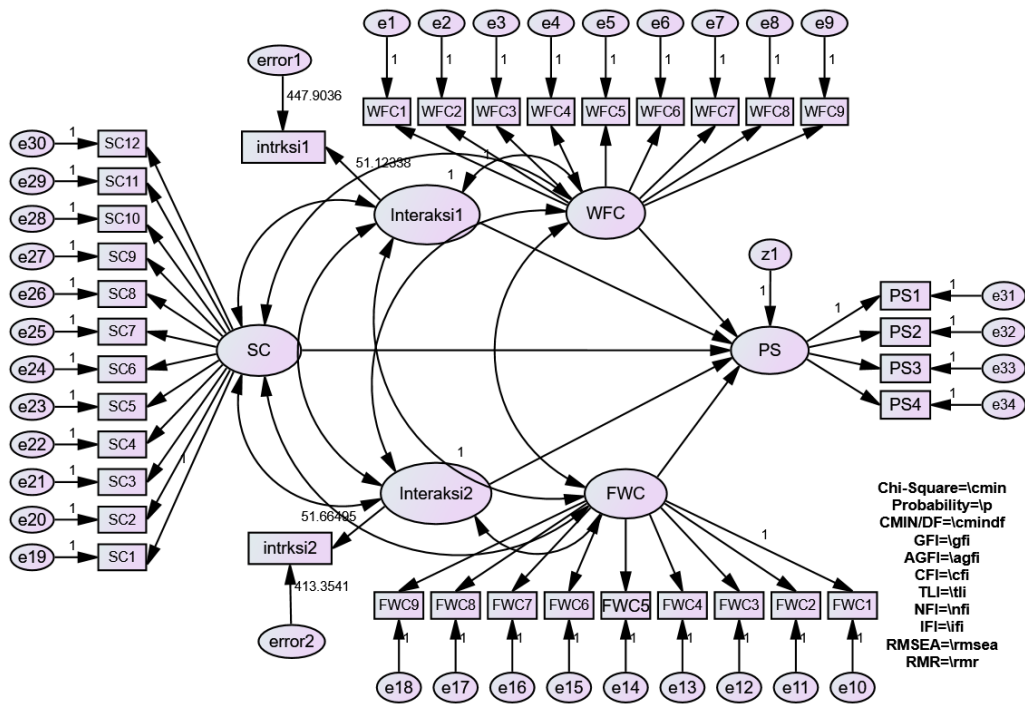 e1 e2 e3 e4 e5 e6 e7 e8 e9
1 1 1 1 1 1 1 1 1
error1
447.9036
WFC1 WFC2 WFC3 WFC4 WFC5 WFC6 WFC7 WFC8 WFC9
intrksi1
51.12338
1
1
Interaksi1
WFC
e30 1 SC12
e29 1 SC11
e28 1 SC10
e27 1 SC9
e26 1 SC8
e25 1 SC7
e24 1 SC6
e23 1 SC5
e22 1 SC4
e21 1 SC3
e20 1 SC2
e19 1 SC1
1
SC
z1
1
PS
1
PS1 1 e31
PS2 1 e32
PS3 1 e33
PS4 1 e34
1
Interaksi2
FWC
51.66495
intrksi2
413.3541
error2
1
FWC9 FWC8 FWC7 FWC6 FWC5 FWC4 FWC3 FWC2 FWC1
1 1 1 1 1 1 1 1 1
e18 e17 e16 e15 e14 e13 e12 e11 e10
Chi-Square=\cmin
Probability=\p
CMIN/DF=\cmindf
GFI=\gfi
AGFI=\agfi
CFI=\cfi
TLI=\tli
NFI=\nfi
IFI=\ifi
RMSEA=\rmsea
RMR=\rmr